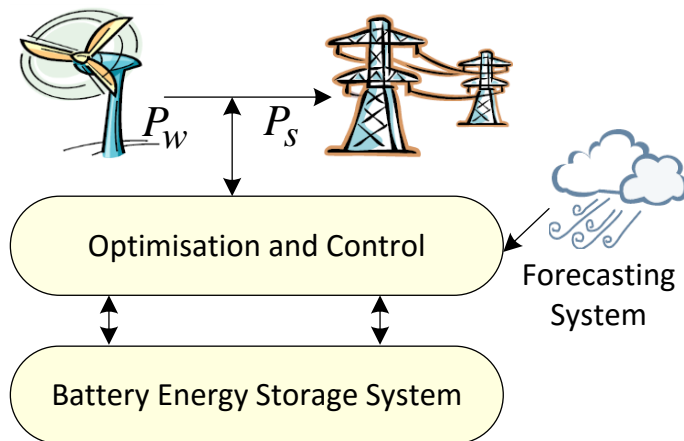 P_w P_s
Optimisation and Control
Forecasting
System
Battery Energy Storage System